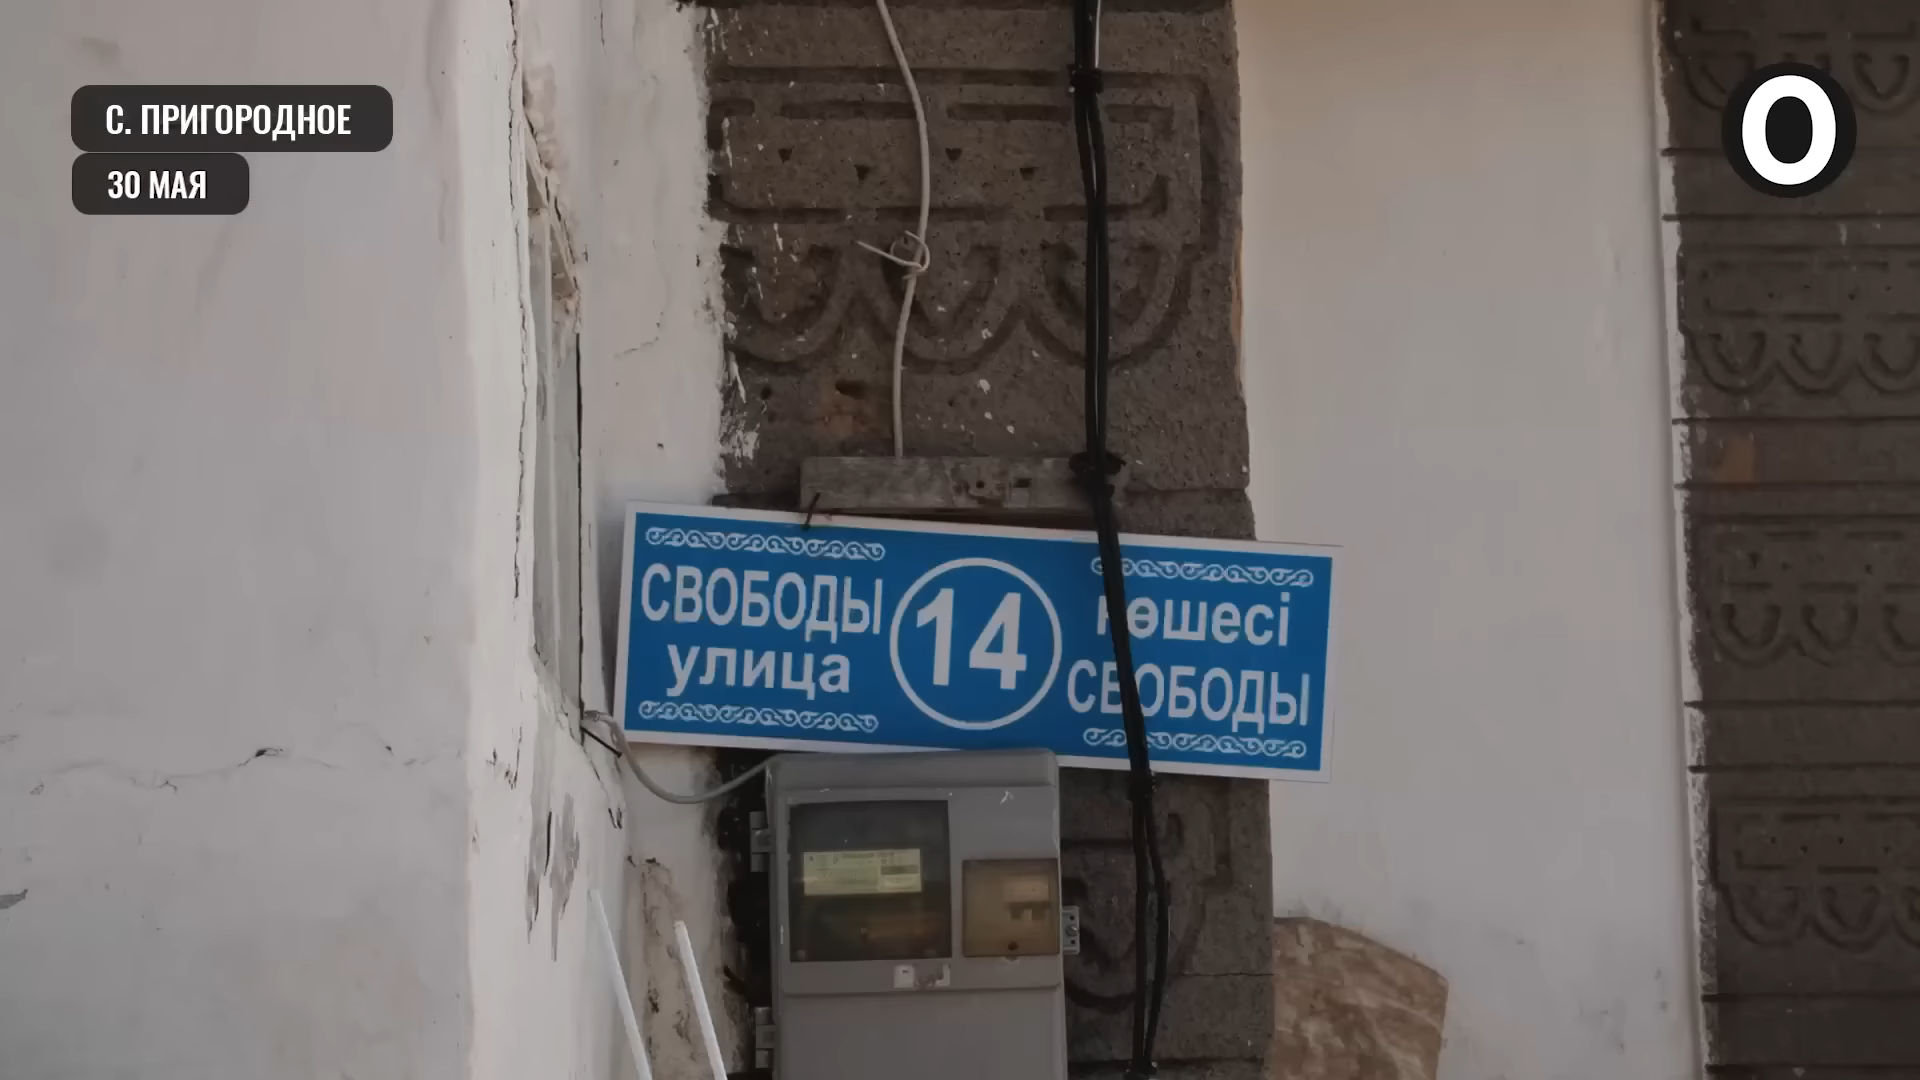 С. ПРИГОРОДНОЕ
30 МАЯ
O
СВОБОДЫ
улица
14
көшесі
СВОБОДЫ